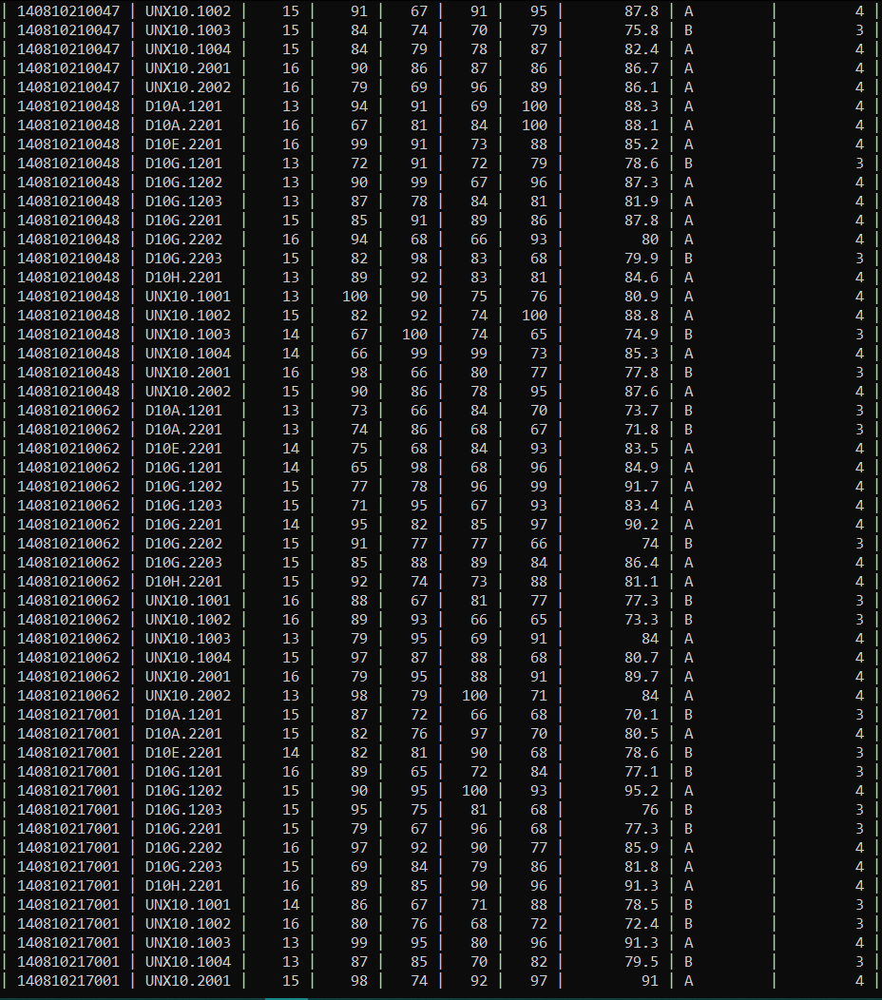 | 140810210047 | UNX10.1002 | 15 | 91 | 67 | 91 | 95 | 87.8 | A | 4 |
| 140810210047 | UNX10.1003 | 15 | 84 | 74 | 70 | 79 | 75.8 | B | 3 |
| 140810210047 | UNX10.1004 | 15 | 84 | 79 | 78 | 87 | 82.4 | A | 4 |
| 140810210047 | UNX10.2001 | 16 | 90 | 86 | 87 | 86 | 86.7 | A | 4 |
| 140810210047 | UNX10.2002 | 16 | 79 | 69 | 96 | 89 | 86.1 | A | 4 |
| 140810210048 | D10A.1201 | 13 | 94 | 91 | 69 | 100 | 88.3 | A | 4 |
| 140810210048 | D10A.2201 | 16 | 67 | 81 | 84 | 100 | 88.1 | A | 4 |
| 140810210048 | D10E.2201 | 16 | 99 | 91 | 73 | 88 | 85.2 | A | 4 |
| 140810210048 | D10G.1201 | 13 | 72 | 91 | 72 | 79 | 78.6 | B | 3 |
| 140810210048 | D10G.1202 | 13 | 90 | 99 | 67 | 96 | 87.3 | A | 4 |
| 140810210048 | D10G.1203 | 13 | 87 | 78 | 84 | 81 | 81.9 | A | 4 |
| 140810210048 | D10G.2201 | 15 | 85 | 91 | 89 | 86 | 87.8 | A | 4 |
| 140810210048 | D10G.2202 | 16 | 94 | 68 | 66 | 93 | 80 | A | 4 |
| 140810210048 | D10G.2203 | 15 | 82 | 98 | 83 | 68 | 79.9 | B | 3 |
| 140810210048 | D10H.2201 | 13 | 89 | 92 | 83 | 81 | 84.6 | A | 4 |
| 140810210048 | UNX10.1001 | 13 | 100 | 90 | 75 | 76 | 80.9 | A | 4 |
| 140810210048 | UNX10.1002 | 15 | 82 | 92 | 74 | 100 | 88.8 | A | 4 |
| 140810210048 | UNX10.1003 | 14 | 67 | 100 | 74 | 65 | 74.9 | B | 3 |
| 140810210048 | UNX10.1004 | 14 | 66 | 99 | 99 | 73 | 85.3 | A | 4 |
| 140810210048 | UNX10.2001 | 16 | 98 | 66 | 80 | 77 | 77.8 | B | 3 |
| 140810210048 | UNX10.2002 | 15 | 90 | 86 | 78 | 95 | 87.6 | A | 4 |
| 140810210062 | D10A.1201 | 13 | 73 | 66 | 84 | 70 | 73.7 | B | 3 |
| 140810210062 | D10A.2201 | 13 | 74 | 86 | 68 | 67 | 71.8 | B | 3 |
| 140810210062 | D10E.2201 | 14 | 75 | 68 | 84 | 93 | 83.5 | A | 4 |
| 140810210062 | D10G.1201 | 14 | 65 | 98 | 68 | 96 | 84.9 | A | 4 |
| 140810210062 | D10G.1202 | 15 | 77 | 78 | 96 | 99 | 91.7 | A | 4 |
| 140810210062 | D10G.1203 | 15 | 71 | 95 | 67 | 93 | 83.4 | A | 4 |
| 140810210062 | D10G.2201 | 14 | 95 | 82 | 85 | 97 | 90.2 | A | 4 |
| 140810210062 | D10G.2202 | 15 | 91 | 77 | 77 | 66 | 74 | B | 3 |
| 140810210062 | D10G.2203 | 15 | 85 | 88 | 89 | 84 | 86.4 | A | 4 |
| 140810210062 | D10H.2201 | 15 | 92 | 74 | 73 | 88 | 81.1 | A | 4 |
| 140810210062 | UNX10.1001 | 16 | 88 | 67 | 81 | 77 | 77.3 | B | 3 |
| 140810210062 | UNX10.1002 | 16 | 89 | 93 | 66 | 65 | 73.3 | B | 3 |
| 140810210062 | UNX10.1003 | 13 | 79 | 95 | 69 | 91 | 84 | A | 4 |
| 140810210062 | UNX10.1004 | 15 | 97 | 87 | 88 | 68 | 80.7 | A | 4 |
| 140810210062 | UNX10.2001 | 16 | 79 | 95 | 88 | 91 | 89.7 | A | 4 |
| 140810210062 | UNX10.2002 | 13 | 98 | 79 | 100 | 71 | 84 | A | 4 |
| 140810217001 | D10A.1201 | 15 | 87 | 72 | 66 | 68 | 70.1 | B | 3 |
| 140810217001 | D10A.2201 | 15 | 82 | 76 | 97 | 70 | 80.5 | A | 4 |
| 140810217001 | D10E.2201 | 14 | 82 | 81 | 90 | 68 | 78.6 | B | 3 |
| 140810217001 | D10G.1201 | 16 | 89 | 65 | 72 | 84 | 77.1 | B | 3 |
| 140810217001 | D10G.1202 | 15 | 90 | 95 | 100 | 93 | 95.2 | A | 4 |
| 140810217001 | D10G.1203 | 15 | 95 | 75 | 81 | 68 | 76 | B | 3 |
| 140810217001 | D10G.2201 | 15 | 79 | 67 | 96 | 68 | 77.3 | B | 3 |
| 140810217001 | D10G.2202 | 16 | 97 | 92 | 90 | 77 | 85.9 | A | 4 |
| 140810217001 | D10G.2203 | 15 | 69 | 84 | 79 | 86 | 81.8 | A | 4 |
| 140810217001 | D10H.2201 | 16 | 89 | 85 | 90 | 96 | 91.3 | A | 4 |
| 140810217001 | UNX10.1001 | 14 | 86 | 67 | 71 | 88 | 78.5 | B | 3 |
| 140810217001 | UNX10.1002 | 16 | 80 | 76 | 68 | 72 | 72.4 | B | 3 |
| 140810217001 | UNX10.1003 | 13 | 99 | 95 | 80 | 96 | 91.3 | A | 4 |
| 140810217001 | UNX10.1004 | 13 | 87 | 85 | 70 | 82 | 79.5 | B | 3 |
| 140810217001 | UNX10.2001 | 15 | 98 | 74 | 92 | 97 | 91 | A | 4 |